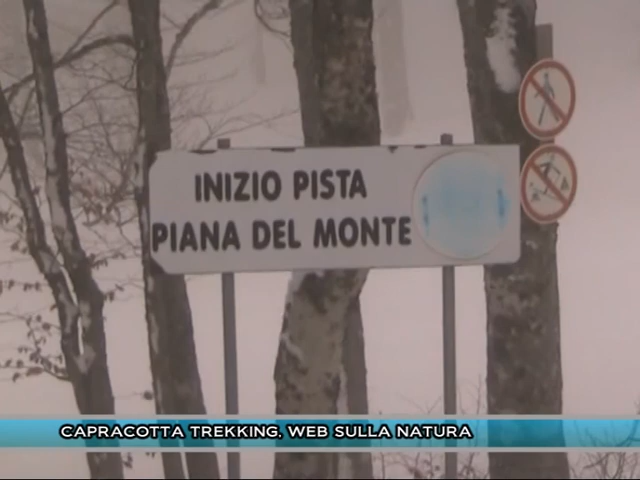 INIZIO PISTA
PIANA DEL MONTE
CAPRACOTTA TREKKING. WEB SULLA NATURA